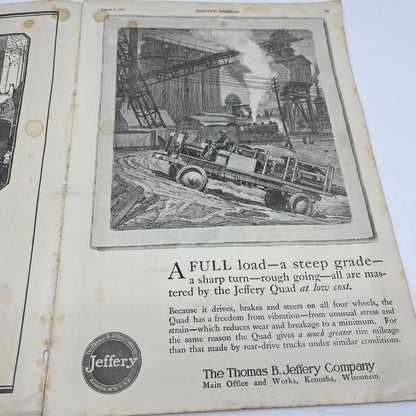 SCIENTIFIC AMERICAN
A FULL load—a steep grade—
a sharp turn—rough going—all are mas-
tered by the Jeffery Quad at low cost.
Because it drives, brakes and steers on all four wheels, the
Quad has a freedom from vibration—from unusual stress and
strain—which reduces wear and breakage to a minimum. For
the same reason the Quad gives a much greater tire mileage
than that made by rear-drive trucks under similar conditions.
Jeffery
Kenosha, Wis. U.S.A.
The Thomas B. Jeffery Company
Main Office and Works, Kenosha, Wisconsin